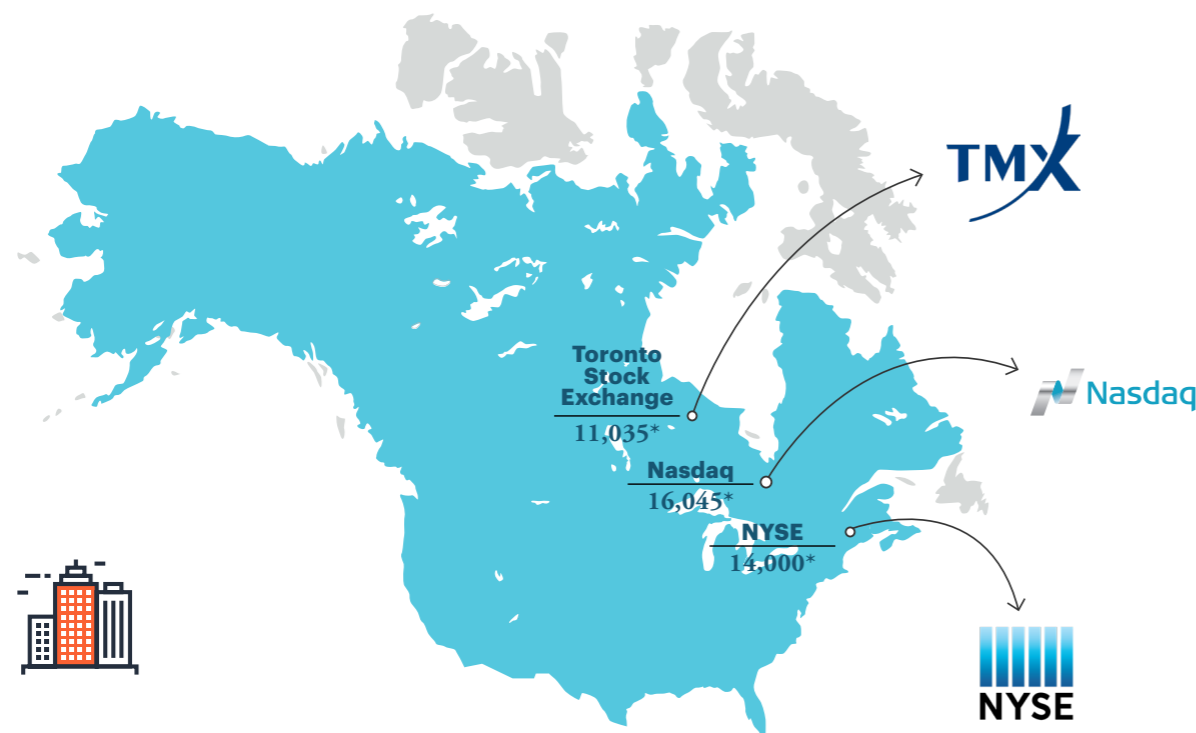 TMX
Toronto
Stock
Exchange
11,035*
Nasdaq
Nasdaq
16,045*
NYSE
14,000*
NYSE